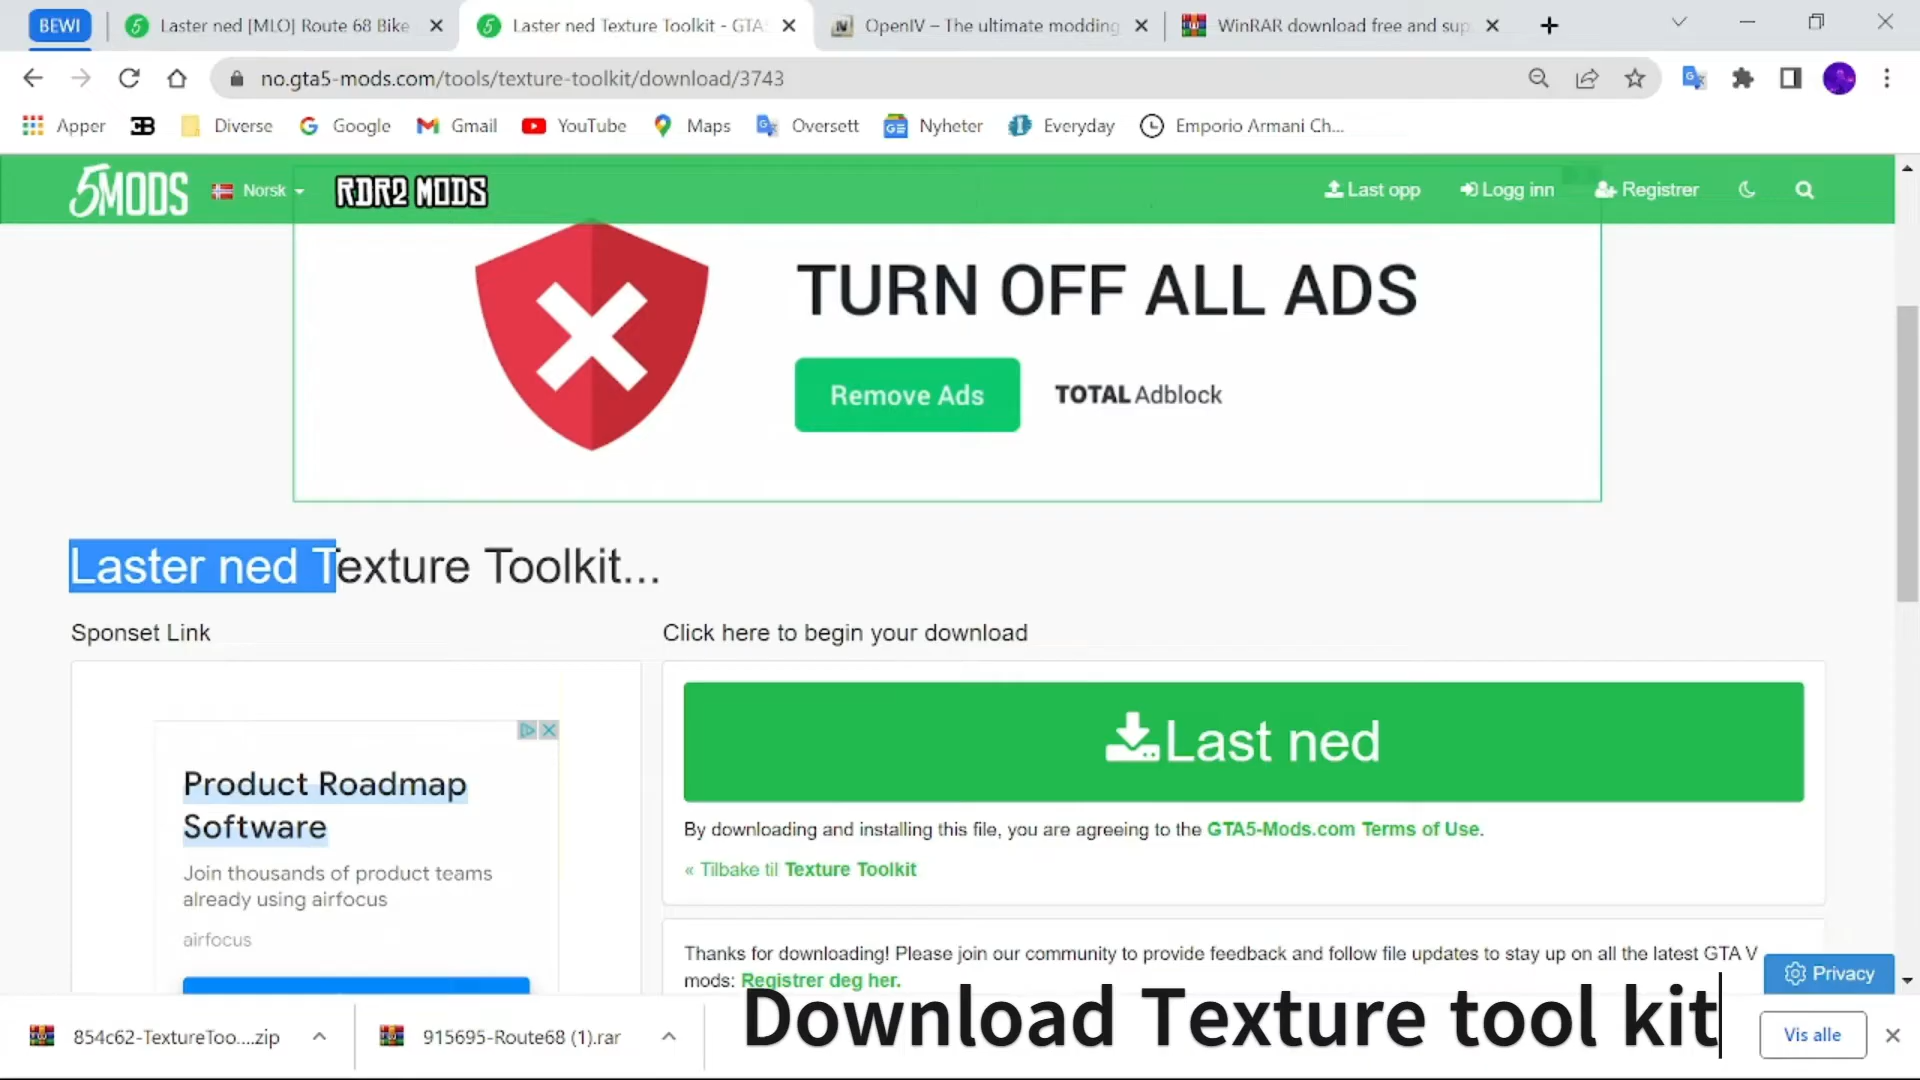 BEWI
Laster ned [MLO] Route 68 Bike
Laster ned Texture Toolkit - GTA
OpenIV – The ultimate modding
WinRAR download free and sup
no.gta5-mods.com/tools/texture-toolkit/download/3743
Apper
Diverse
Google
Gmail
YouTube
Maps
Oversett
Nyheter
Everyday
Emporio Armani Ch...
5MODS
Norsk
RDR2 MODS
Last opp
Logg inn
Registrer
TURN OFF ALL ADS
Remove Ads
TOTAL Adblock
Laster ned Texture Toolkit...
Sponset Link
Click here to begin your download
Product Roadmap
Software
Join thousands of product teams
already using airfocus
airfocus
Last ned
By downloading and installing this file, you are agreeing to the GTA5-Mods.com Terms of Use.
« Tilbake til Texture Toolkit
Thanks for downloading! Please join our community to provide feedback and follow file updates to stay up on all the latest GTA V
mods: Registrer deg her.
Privacy
854c62-TextureToo....zip
915695-Route68 (1).rar
Download Texture tool kit
Vis alle